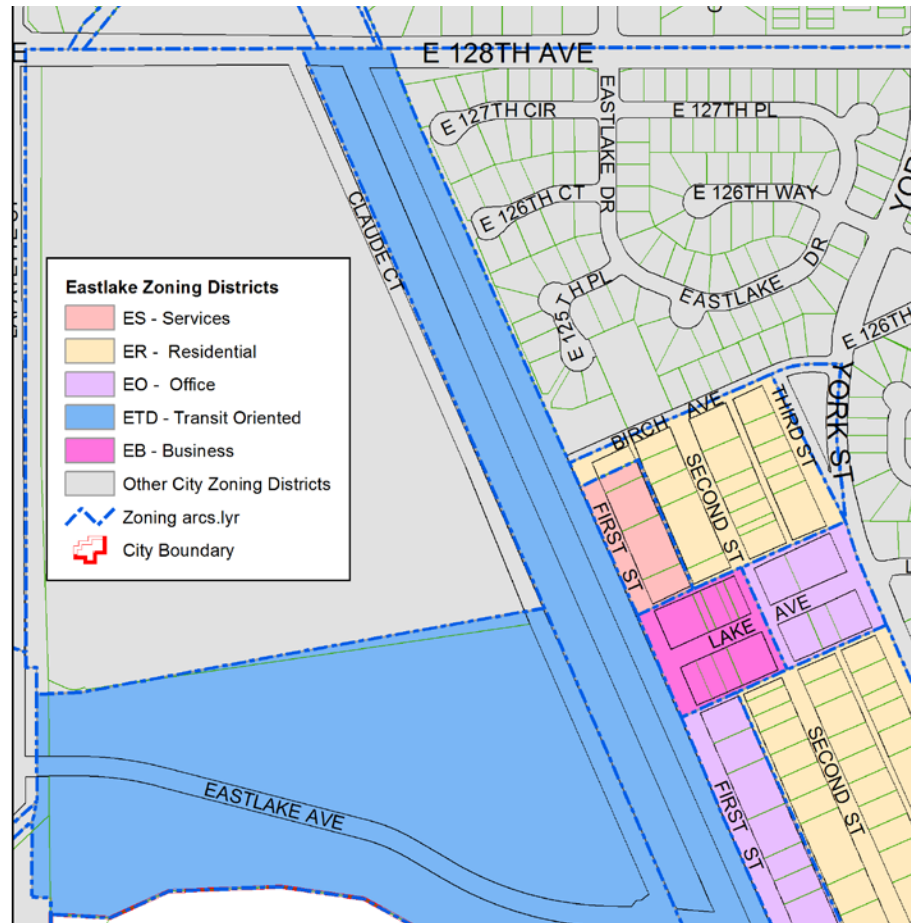 E
E 128TH AVE
E 127TH CIR
EASTLAKE DR
E 127TH PL
E 126TH CT
E 126TH WAY
CLAUDE CT
E 125TH PL
EASTLAKE DR
E 126TH
YORK ST
Eastlake Zoning Districts
ES - Services
ER - Residential
EO - Office
ETD - Transit Oriented
EB - Business
Other City Zoning Districts
Zoning arcs.lyr
City Boundary
BIRCH AVE
THIRD ST
SECOND ST
FIRST ST
LAKE AVE
EASTLAKE AVE
FIRST ST
SECOND ST